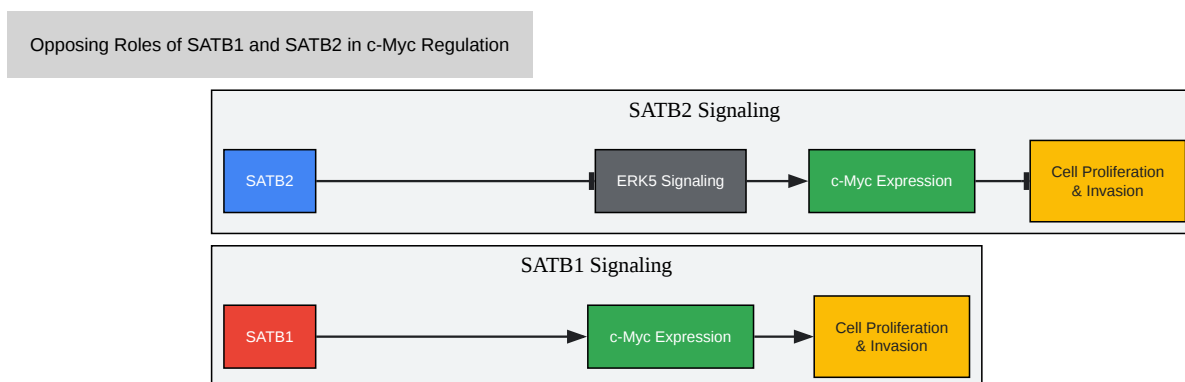 Opposing Roles of SATB1 and SATB2 in c-Myc Regulation
SATB2 Signaling
SATB2
ERK5 Signaling
c-Myc Expression
Cell Proliferation
& Invasion
SATB1 Signaling
SATB1
c-Myc Expression
Cell Proliferation
& Invasion